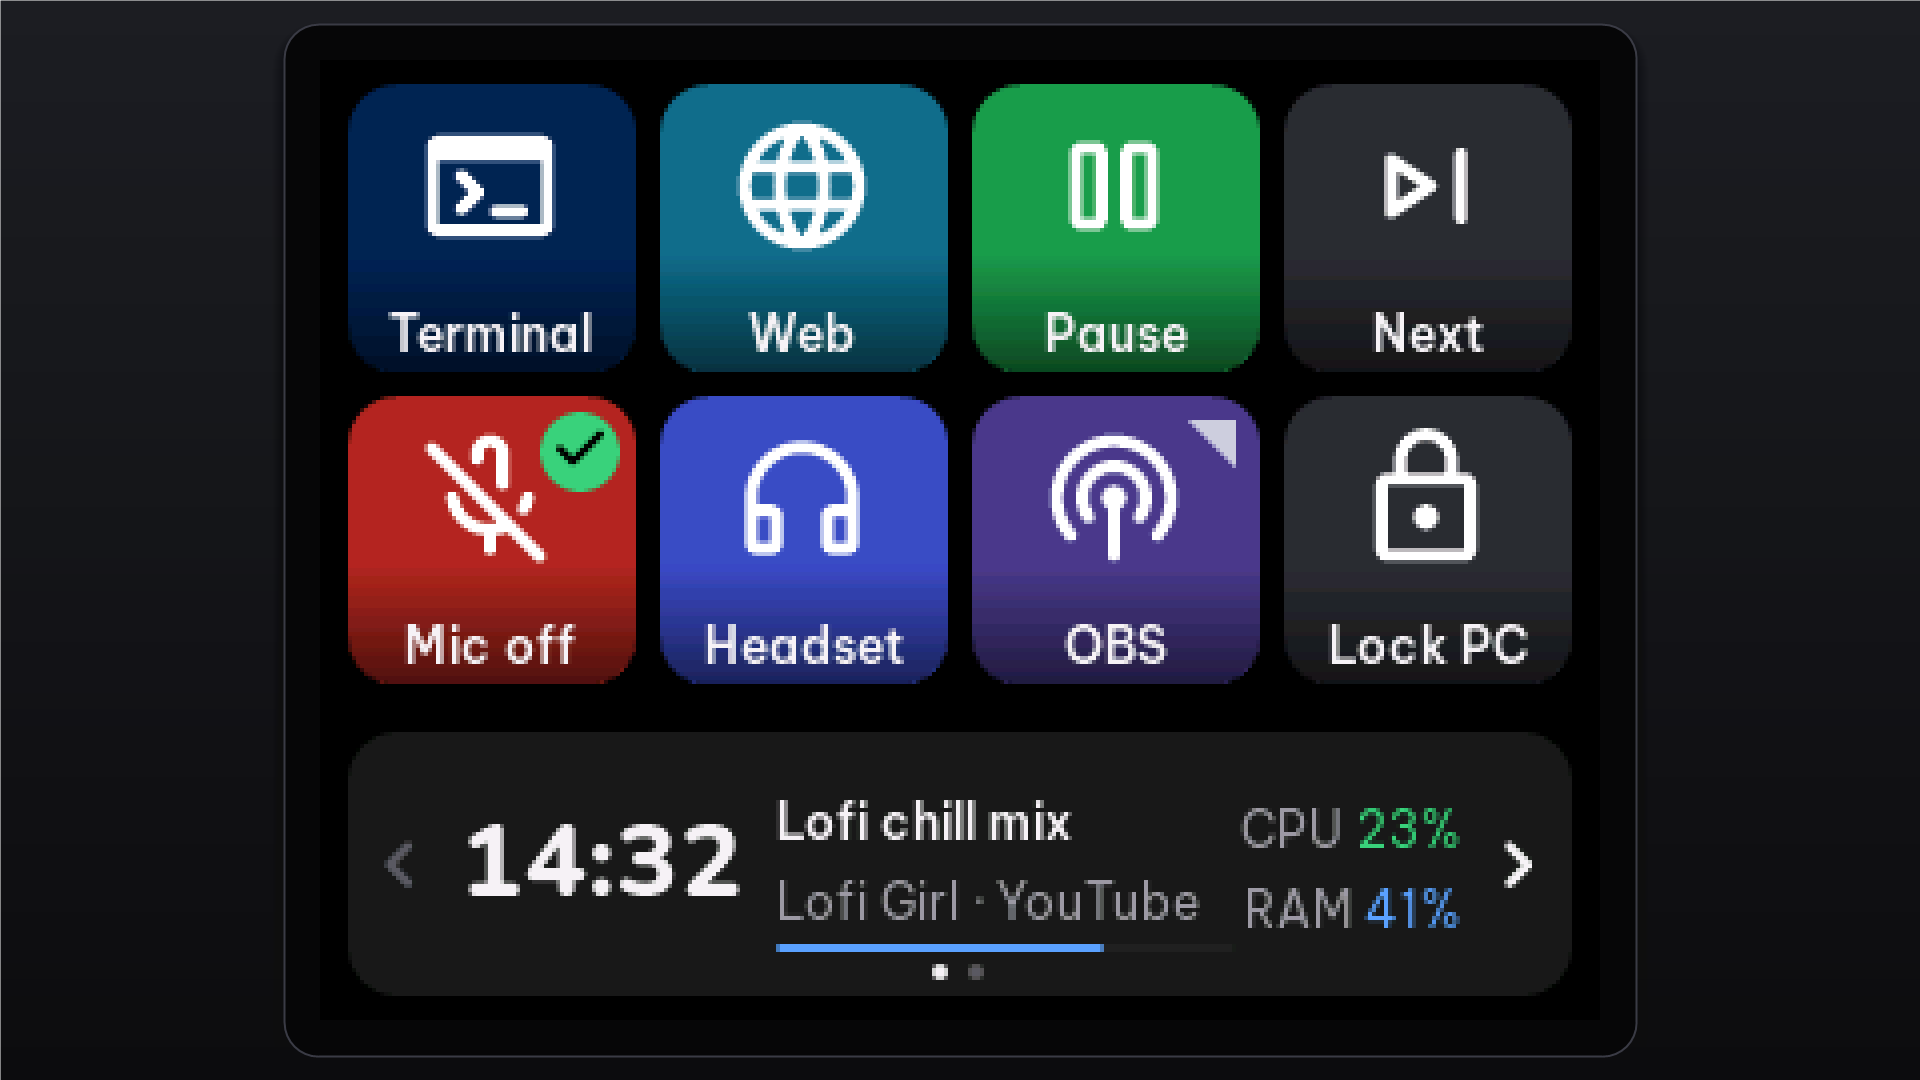 Terminal
Web
Pause
Next
Mic off
Headset
OBS
Lock PC
14:32
Lofi chill mix
Lofi Girl · YouTube
CPU 23%
RAM 41%